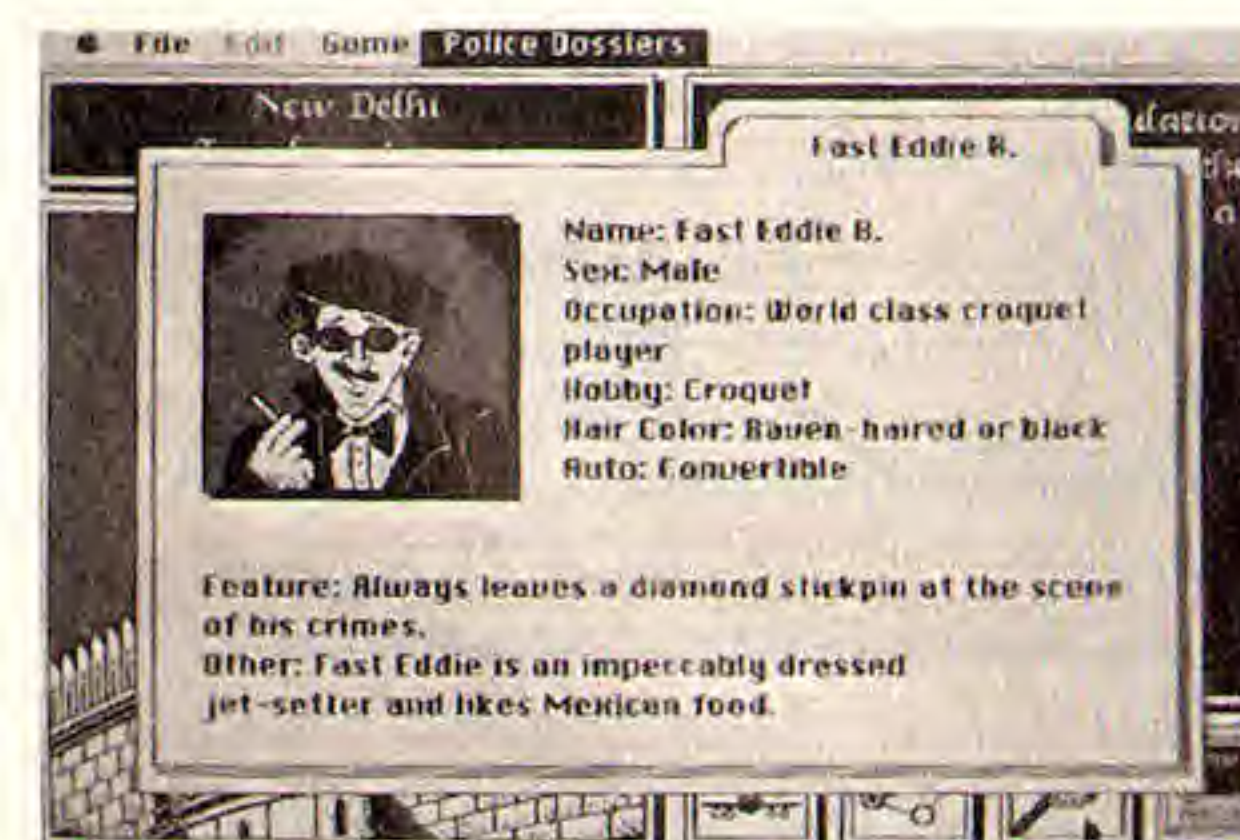 File Edit Game Police Dossiers
New Delhi
Fast Eddie B.
Name: Fast Eddie B.
Sex: Male
Occupation: World class croquet
player
Hobby: Croquet
Hair Color: Raven-haired or black
Auto: Convertible
Feature: Always leaves a diamond stickpin at the scene
of his crimes.
Other: Fast Eddie is an impeccably dressed
jet-setter and likes Mexican food.